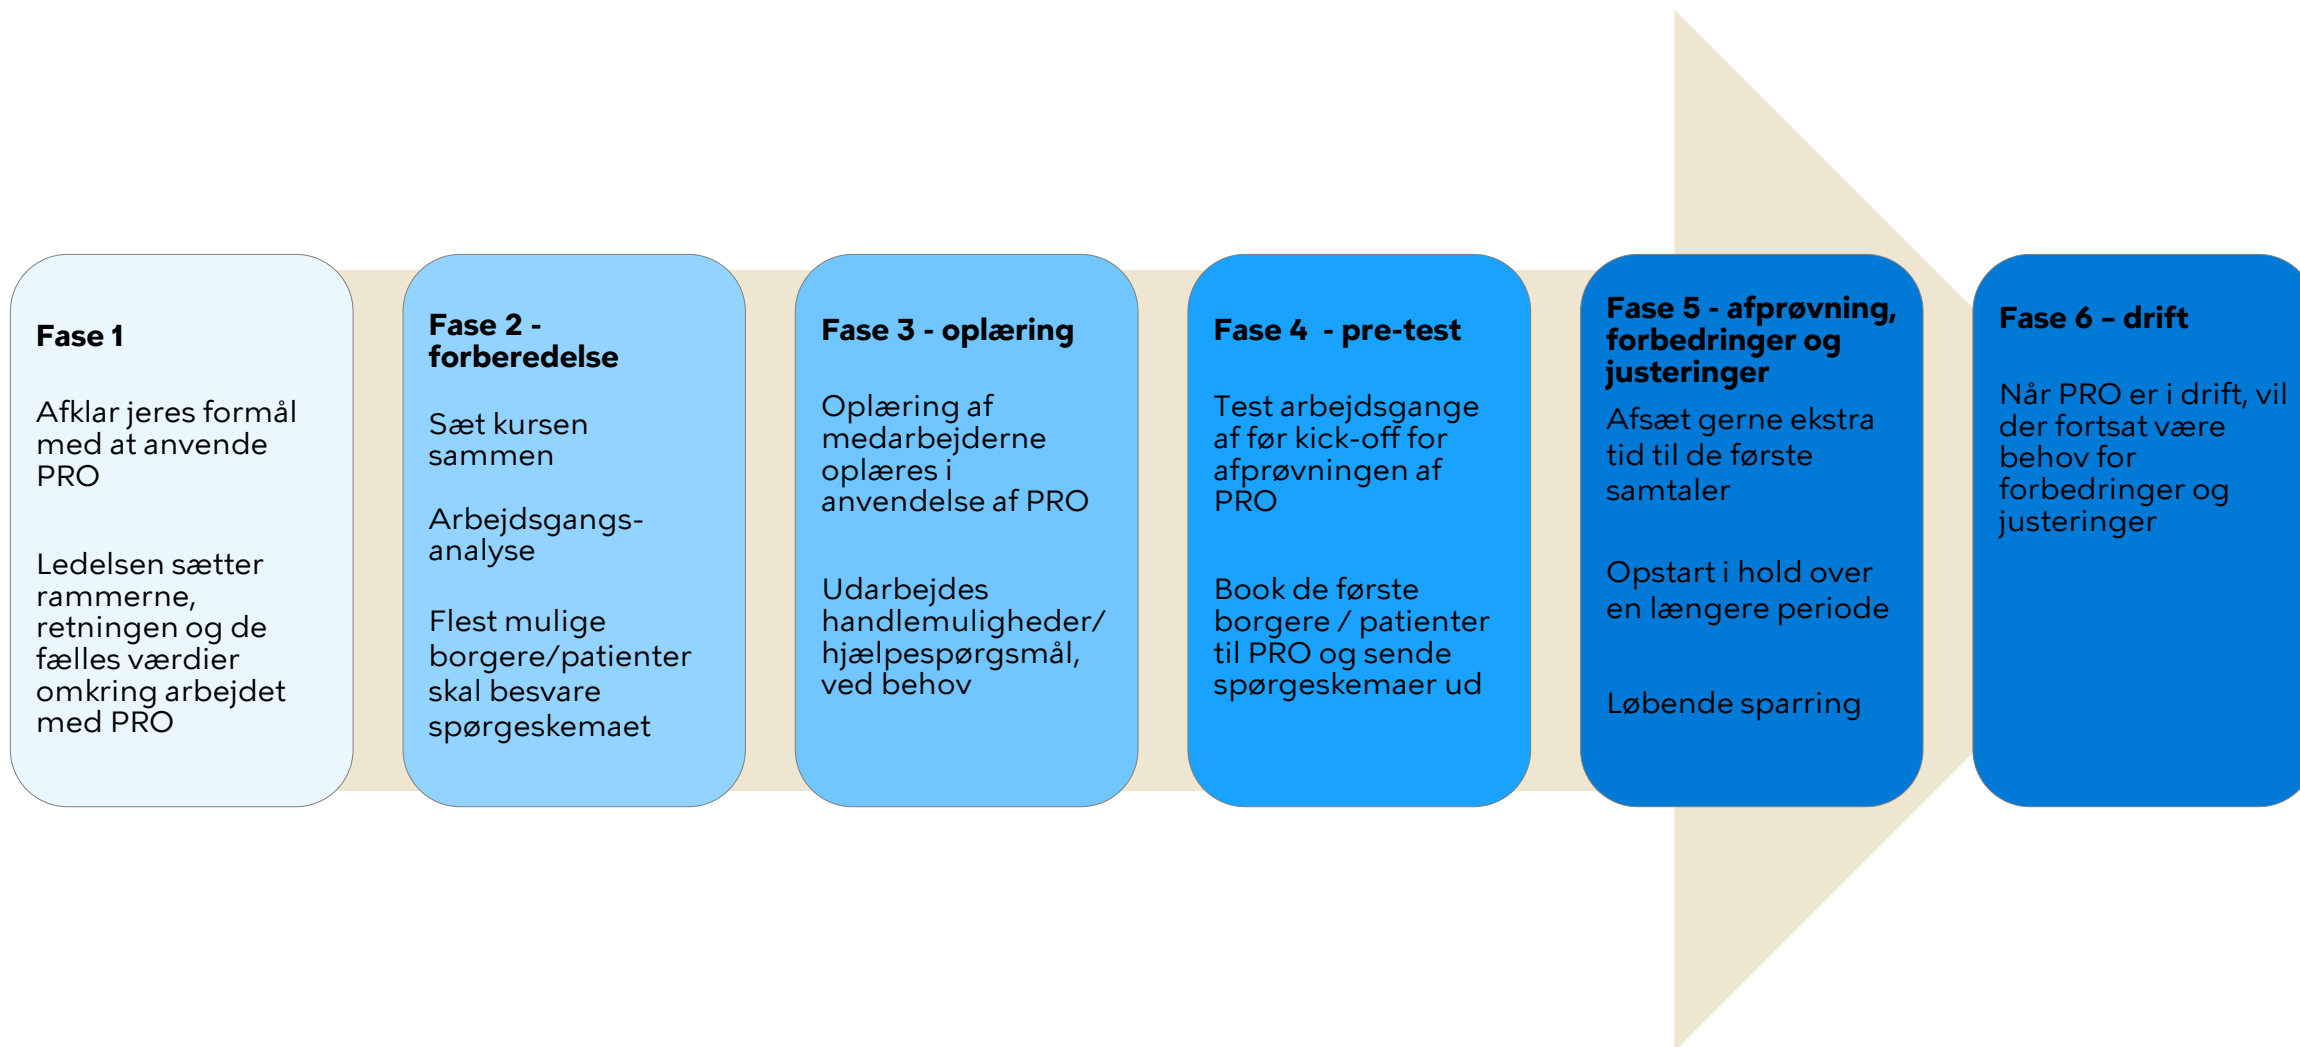 Fase 1
Afklar jeres formål
med at anvende
PRO
Ledelsen sætter
rammerne,
retningen og de
fælles værdier
omkring arbejdet
med PRO
Fase 2 -
forberedelse
Sæt kursen
sammen
Arbejdsgangs-
analyse
Flest mulige
borgere/patienter
skal besvare
spørgeskemaet
Fase 3 - oplæring
Oplæring af
medarbejderne
oplæres i
anvendelse af PRO
Udarbejdes
handlemuligheder/
hjælpespørgsmål,
ved behov
Fase 4  - pre-test
Test arbejdsgange
af før kick-off for
afprøvningen af
PRO
Book de første
borgere / patienter
til PRO og sende
spørgeskemaer ud
Fase 5 - afprøvning,
forbedringer og
justeringer
Afsæt gerne ekstra
tid til de første
samtaler
Opstart i hold over
en længere periode
Løbende sparring
Fase 6 – drift
Når PRO er i drift, vil
der fortsat være
behov for
forbedringer og
justeringer